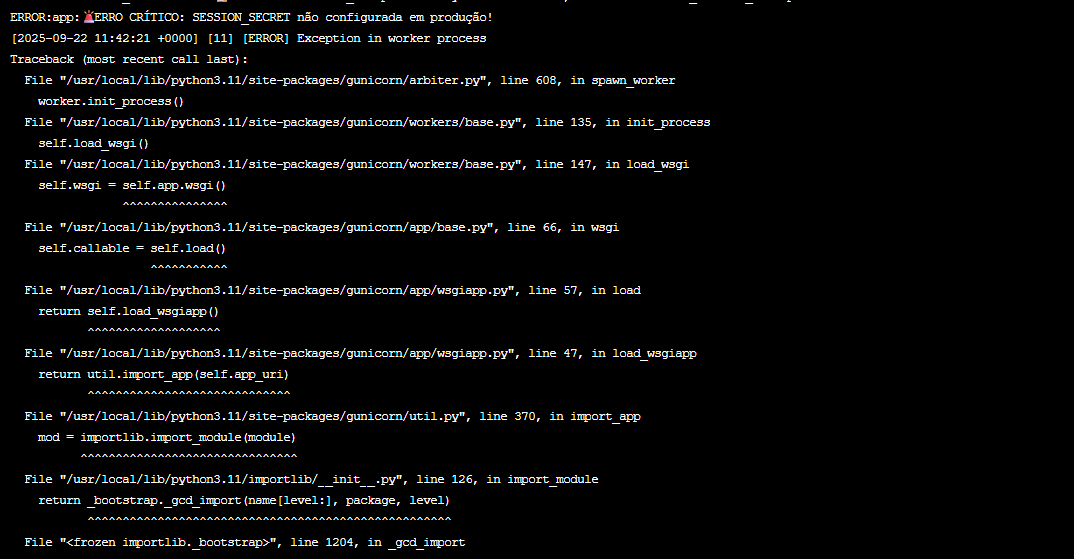 ERROR:app:🚨ERRO CRÍTICO: SESSION_SECRET não configurada em produção!
[2025-09-22 11:42:21 +0000] [11] [ERROR] Exception in worker process
Traceback (most recent call last):
  File "/usr/local/lib/python3.11/site-packages/gunicorn/arbiter.py", line 608, in spawn_worker
    worker.init_process()
  File "/usr/local/lib/python3.11/site-packages/gunicorn/workers/base.py", line 135, in init_process
    self.load_wsgi()
  File "/usr/local/lib/python3.11/site-packages/gunicorn/workers/base.py", line 147, in load_wsgi
    self.wsgi = self.app.wsgi()
                ^^^^^^^^^^^^^^^
  File "/usr/local/lib/python3.11/site-packages/gunicorn/app/base.py", line 66, in wsgi
    self.callable = self.load()
                    ^^^^^^^^^^^
  File "/usr/local/lib/python3.11/site-packages/gunicorn/app/wsgiapp.py", line 57, in load
    return self.load_wsgiapp()
           ^^^^^^^^^^^^^^^^^^^
  File "/usr/local/lib/python3.11/site-packages/gunicorn/app/wsgiapp.py", line 47, in load_wsgiapp
    return util.import_app(self.app_uri)
           ^^^^^^^^^^^^^^^^^^^^^^^^^^^^^
  File "/usr/local/lib/python3.11/site-packages/gunicorn/util.py", line 370, in import_app
    mod = importlib.import_module(module)
          ^^^^^^^^^^^^^^^^^^^^^^^^^^^^^^^
  File "/usr/local/lib/python3.11/importlib/__init__.py", line 126, in import_module
    return _bootstrap._gcd_import(name[level:], package, level)
           ^^^^^^^^^^^^^^^^^^^^^^^^^^^^^^^^^^^^^^^^^^^^^^^^^^^^
  File "<frozen importlib._bootstrap>", line 1204, in _gcd_import